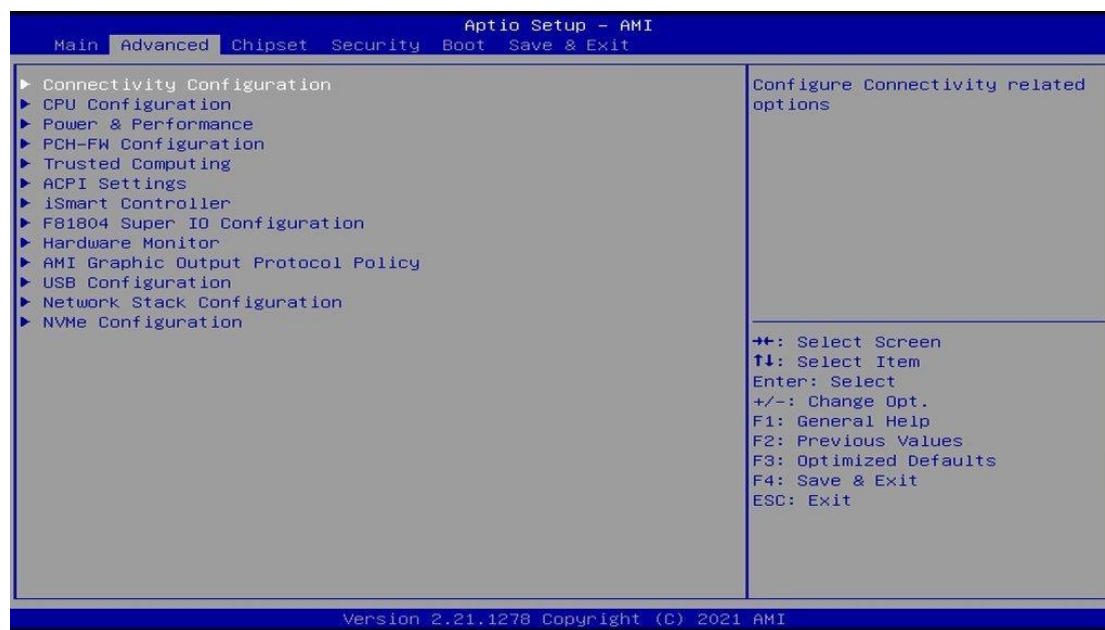 Aptio Setup – AMI
Main Advanced Chipset Security Boot Save & Exit
▶ Connectivity Configuration
▶ CPU Configuration
▶ Power & Performance
▶ PCH-FW Configuration
▶ Trusted Computing
▶ ACPI Settings
▶ iSmart Controller
▶ F81804 Super IO Configuration
▶ Hardware Monitor
▶ AMI Graphic Output Protocol Policy
▶ USB Configuration
▶ Network Stack Configuration
▶ NVMe Configuration
Configure Connectivity related
options
→←: Select Screen
↑↓: Select Item
Enter: Select
+/-: Change Opt.
F1: General Help
F2: Previous Values
F3: Optimized Defaults
F4: Save & Exit
ESC: Exit
Version 2.21.1278 Copyright (C) 2021 AMI